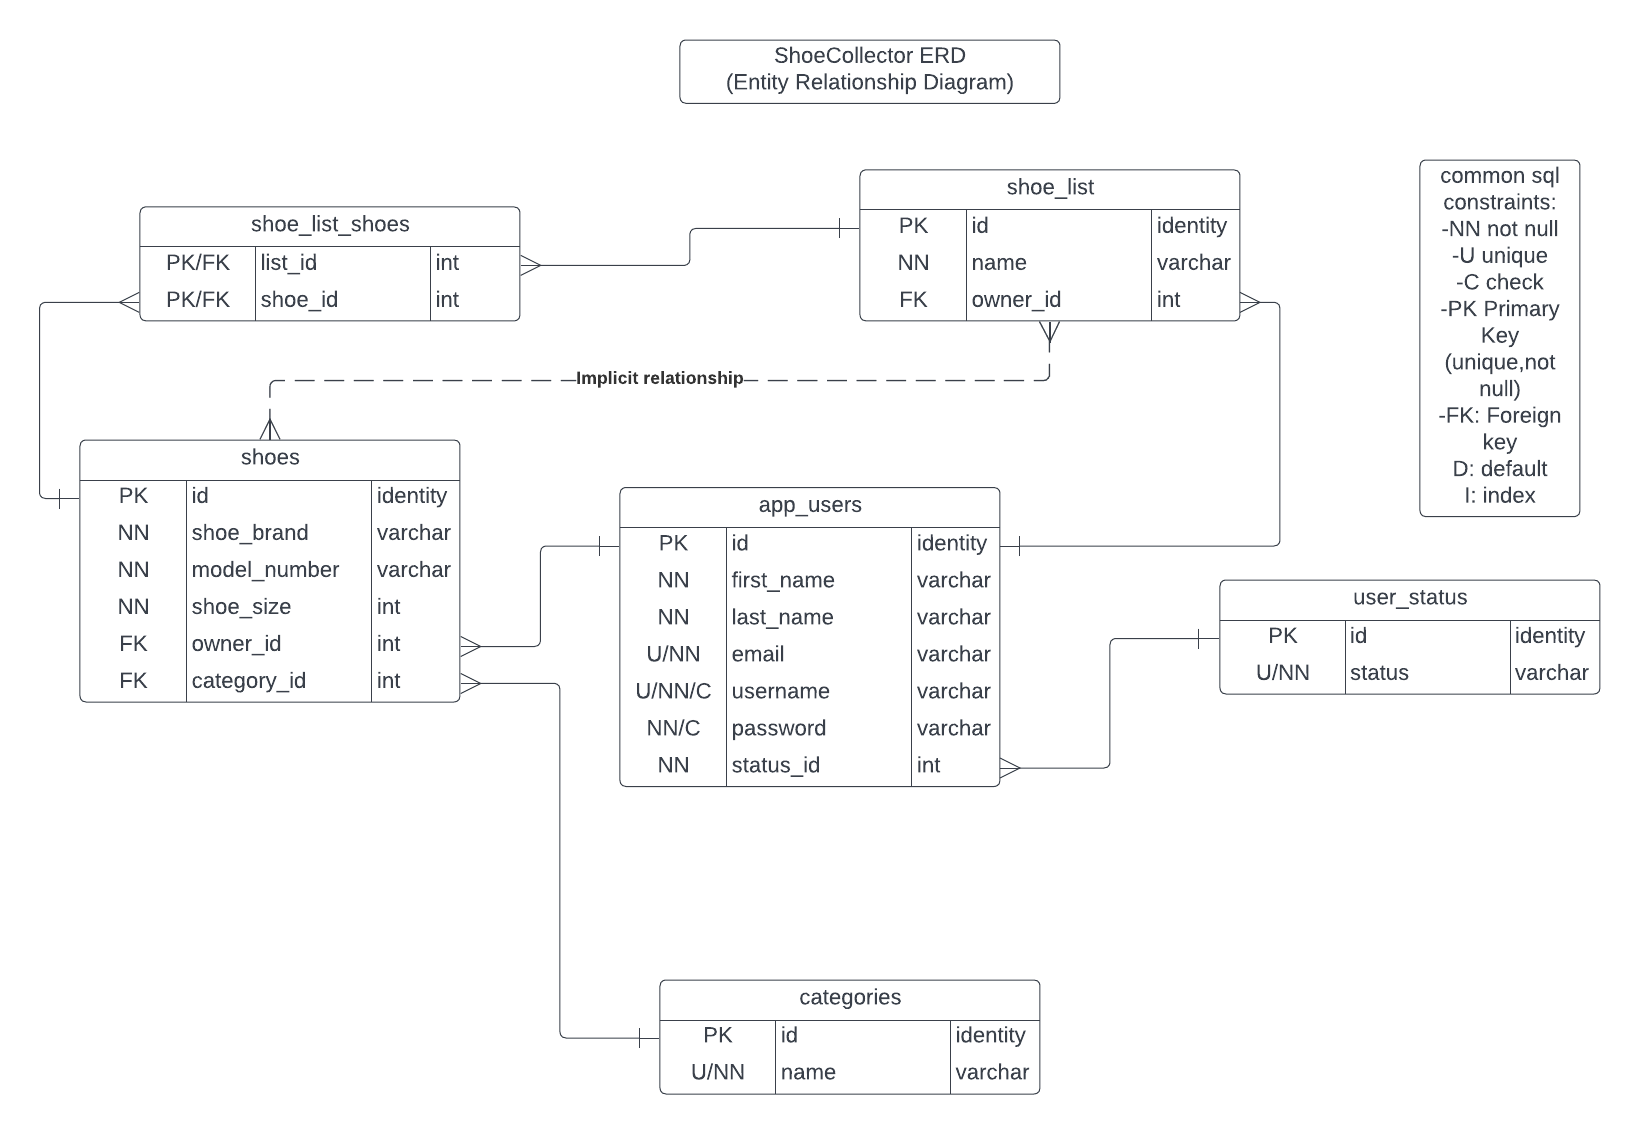 ShoeCollector ERD
(Entity Relationship Diagram)
shoe_list_shoes
PK/FK list_id int
PK/FK shoe_id int
shoe_list
PK id identity
NN name varchar
FK owner_id int
common sql
constraints:
-NN not null
-U unique
-C check
-PK Primary
Key
(unique,not
null)
-FK: Foreign
key
D: default
I: index
Implicit relationship
shoes
PK id identity
NN shoe_brand varchar
NN model_number varchar
NN shoe_size int
FK owner_id int
FK category_id int
app_users
PK id identity
NN first_name varchar
NN last_name varchar
U/NN email varchar
U/NN/C username varchar
NN/C password varchar
NN status_id int
user_status
PK id identity
U/NN status varchar
categories
PK id identity
U/NN name varchar